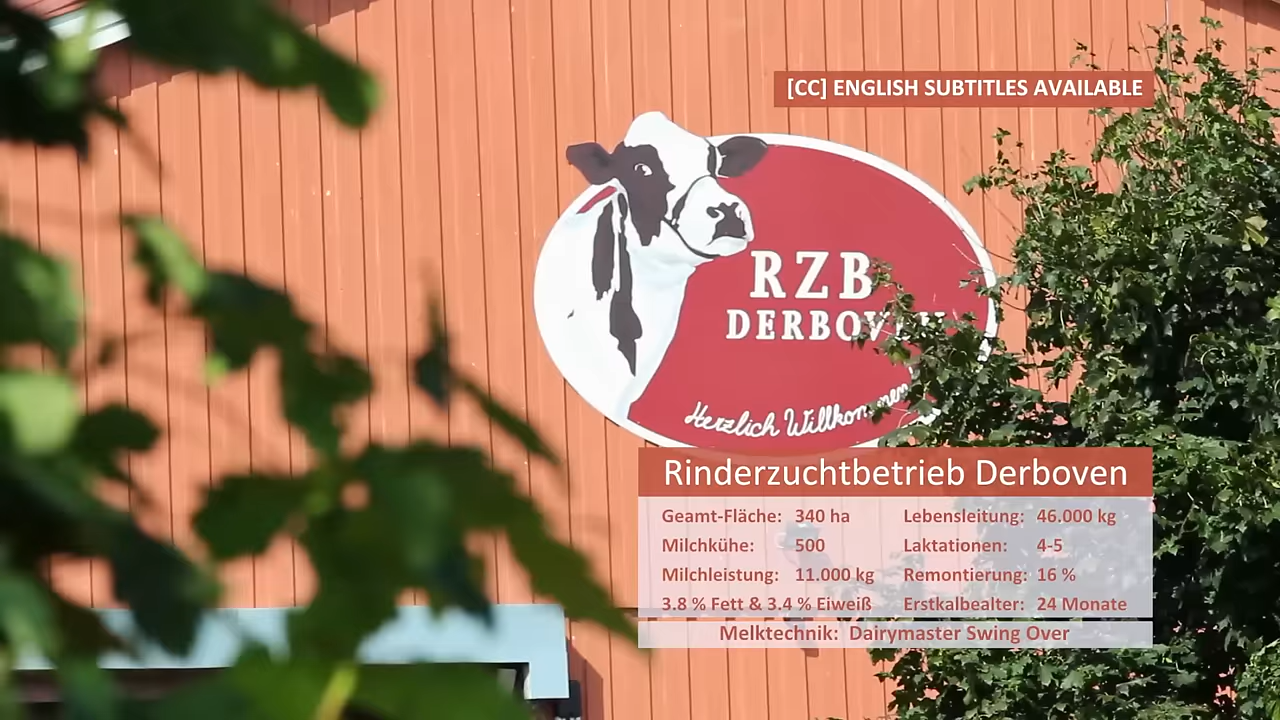 [CC] ENGLISH SUBTITLES AVAILABLE
RZB
DERBOVEN
Herzlich Willkommen
Rinderzuchtbetrieb Derboven
Geamt-Fläche: 340 ha Lebensleitung: 46.000 kg
Milchkühe: 500 Laktationen: 4-5
Milchleistung: 11.000 kg Remontierung: 16 %
3.8 % Fett & 3.4 % Eiweiß Erstkalbealter: 24 Monate
Melktechnik: Dairymaster Swing Over